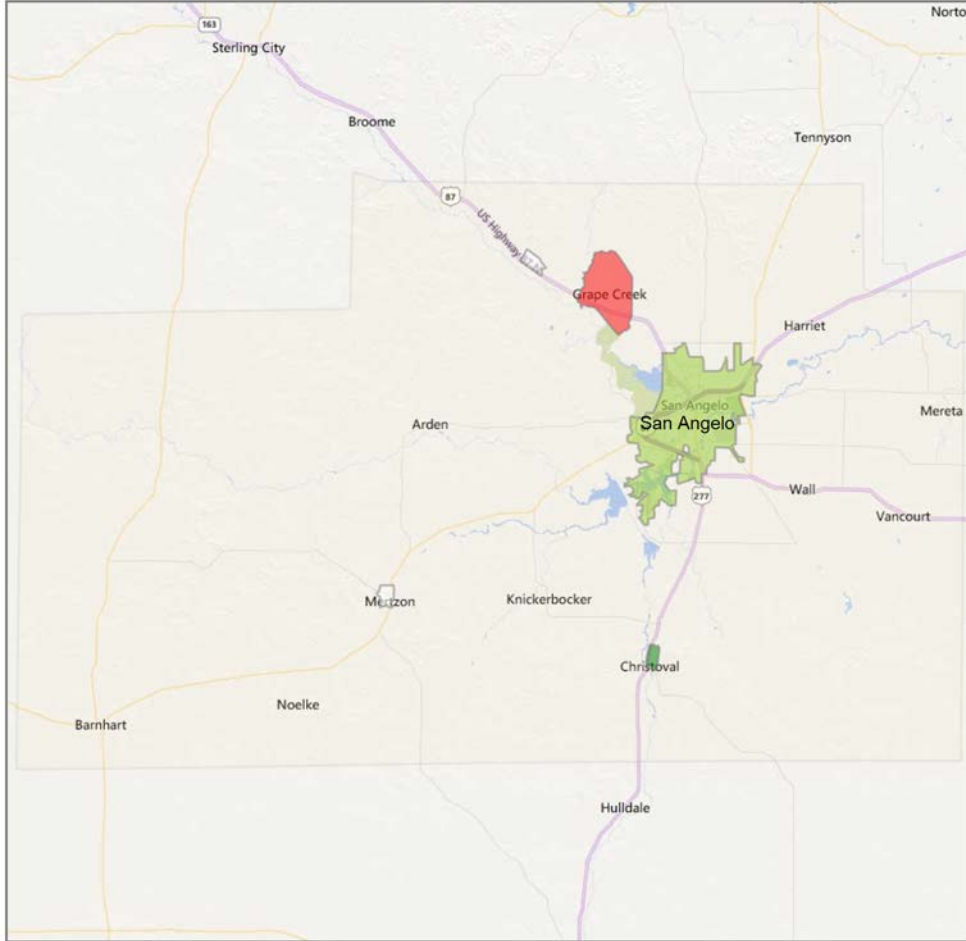 Norto
163
Sterling City
Broome
Tennyson
87
US Highway
Grape Creek
Harriet
San Angelo
Mereta
San Angelo
Arden
Wall
277
Vancourt
Mertzon
Knickerbocker
Christoval
Noelke
Barnhart
Hulldale